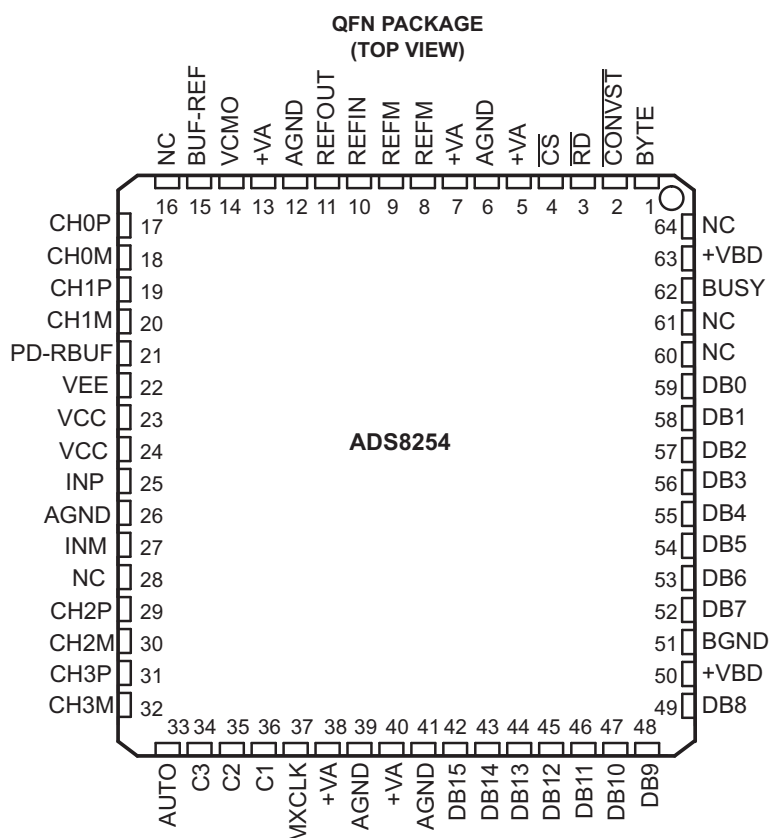 QFN PACKAGE
(TOP VIEW)
NC BUF-REF VCMO +VA AGND REFOUT REFIN REFM REFM +VA AGND +VA CS RD CONVST BYTE
16 15 14 13 12 11 10 9 8 7 6 5 4 3 2 1
CH0P 17 64 NC
CH0M 18 63 +VBD
CH1P 19 62 BUSY
CH1M 20 61 NC
PD-RBUF 21 60 NC
VEE 22 59 DB0
VCC 23 58 DB1
VCC 24 57 DB2
ADS8254
INP 25 56 DB3
AGND 26 55 DB4
INM 27 54 DB5
NC 28 53 DB6
CH2P 29 52 DB7
CH2M 30 51 BGND
CH3P 31 50 +VBD
CH3M 32 49 DB8
33 34 35 36 37 38 39 40 41 42 43 44 45 46 47 48
AUTO C3 C2 C1 MXCLK +VA AGND +VA AGND DB15 DB14 DB13 DB12 DB11 DB10 DB9